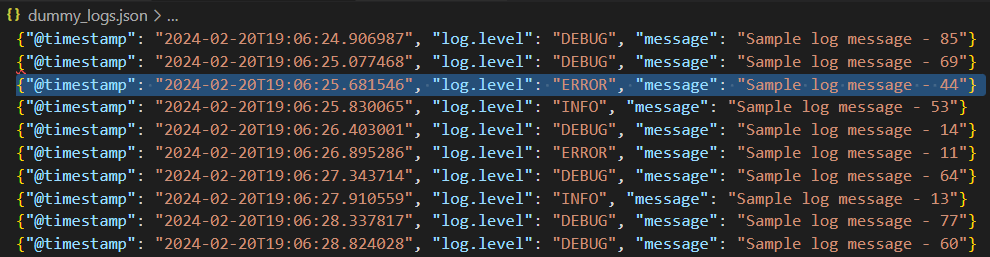 {} dummy_logs.json > ...
{"@timestamp": "2024-02-20T19:06:24.906987", "log.level": "DEBUG", "message": "Sample log message - 85"}
{"@timestamp": "2024-02-20T19:06:25.077468", "log.level": "DEBUG", "message": "Sample log message - 69"}
{"@timestamp": "2024-02-20T19:06:25.681546", "log.level": "ERROR", "message": "Sample log message - 44"}
{"@timestamp": "2024-02-20T19:06:25.830065", "log.level": "INFO", "message": "Sample log message - 53"}
{"@timestamp": "2024-02-20T19:06:26.403001", "log.level": "DEBUG", "message": "Sample log message - 14"}
{"@timestamp": "2024-02-20T19:06:26.895286", "log.level": "ERROR", "message": "Sample log message - 11"}
{"@timestamp": "2024-02-20T19:06:27.343714", "log.level": "DEBUG", "message": "Sample log message - 64"}
{"@timestamp": "2024-02-20T19:06:27.910559", "log.level": "INFO", "message": "Sample log message - 13"}
{"@timestamp": "2024-02-20T19:06:28.337817", "log.level": "DEBUG", "message": "Sample log message - 77"}
{"@timestamp": "2024-02-20T19:06:28.824028", "log.level": "DEBUG", "message": "Sample log message - 60"}